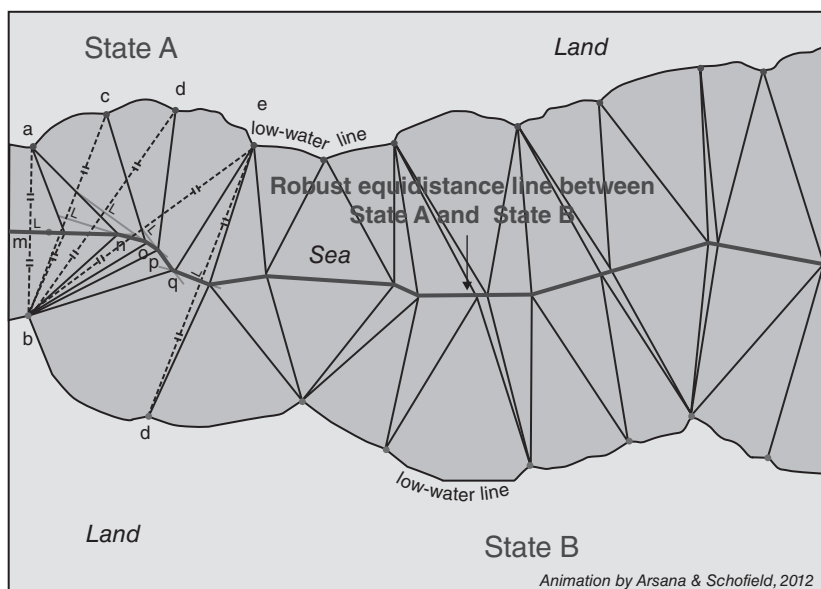 State A
Land
c
d
e
a
low-water line
Robust equidistance line between
State A and State B
L
L
L
L
m
n
o
p
q
Sea
L
b
d
low-water line
Land
State B
Animation by Arsana & Schofield, 2012